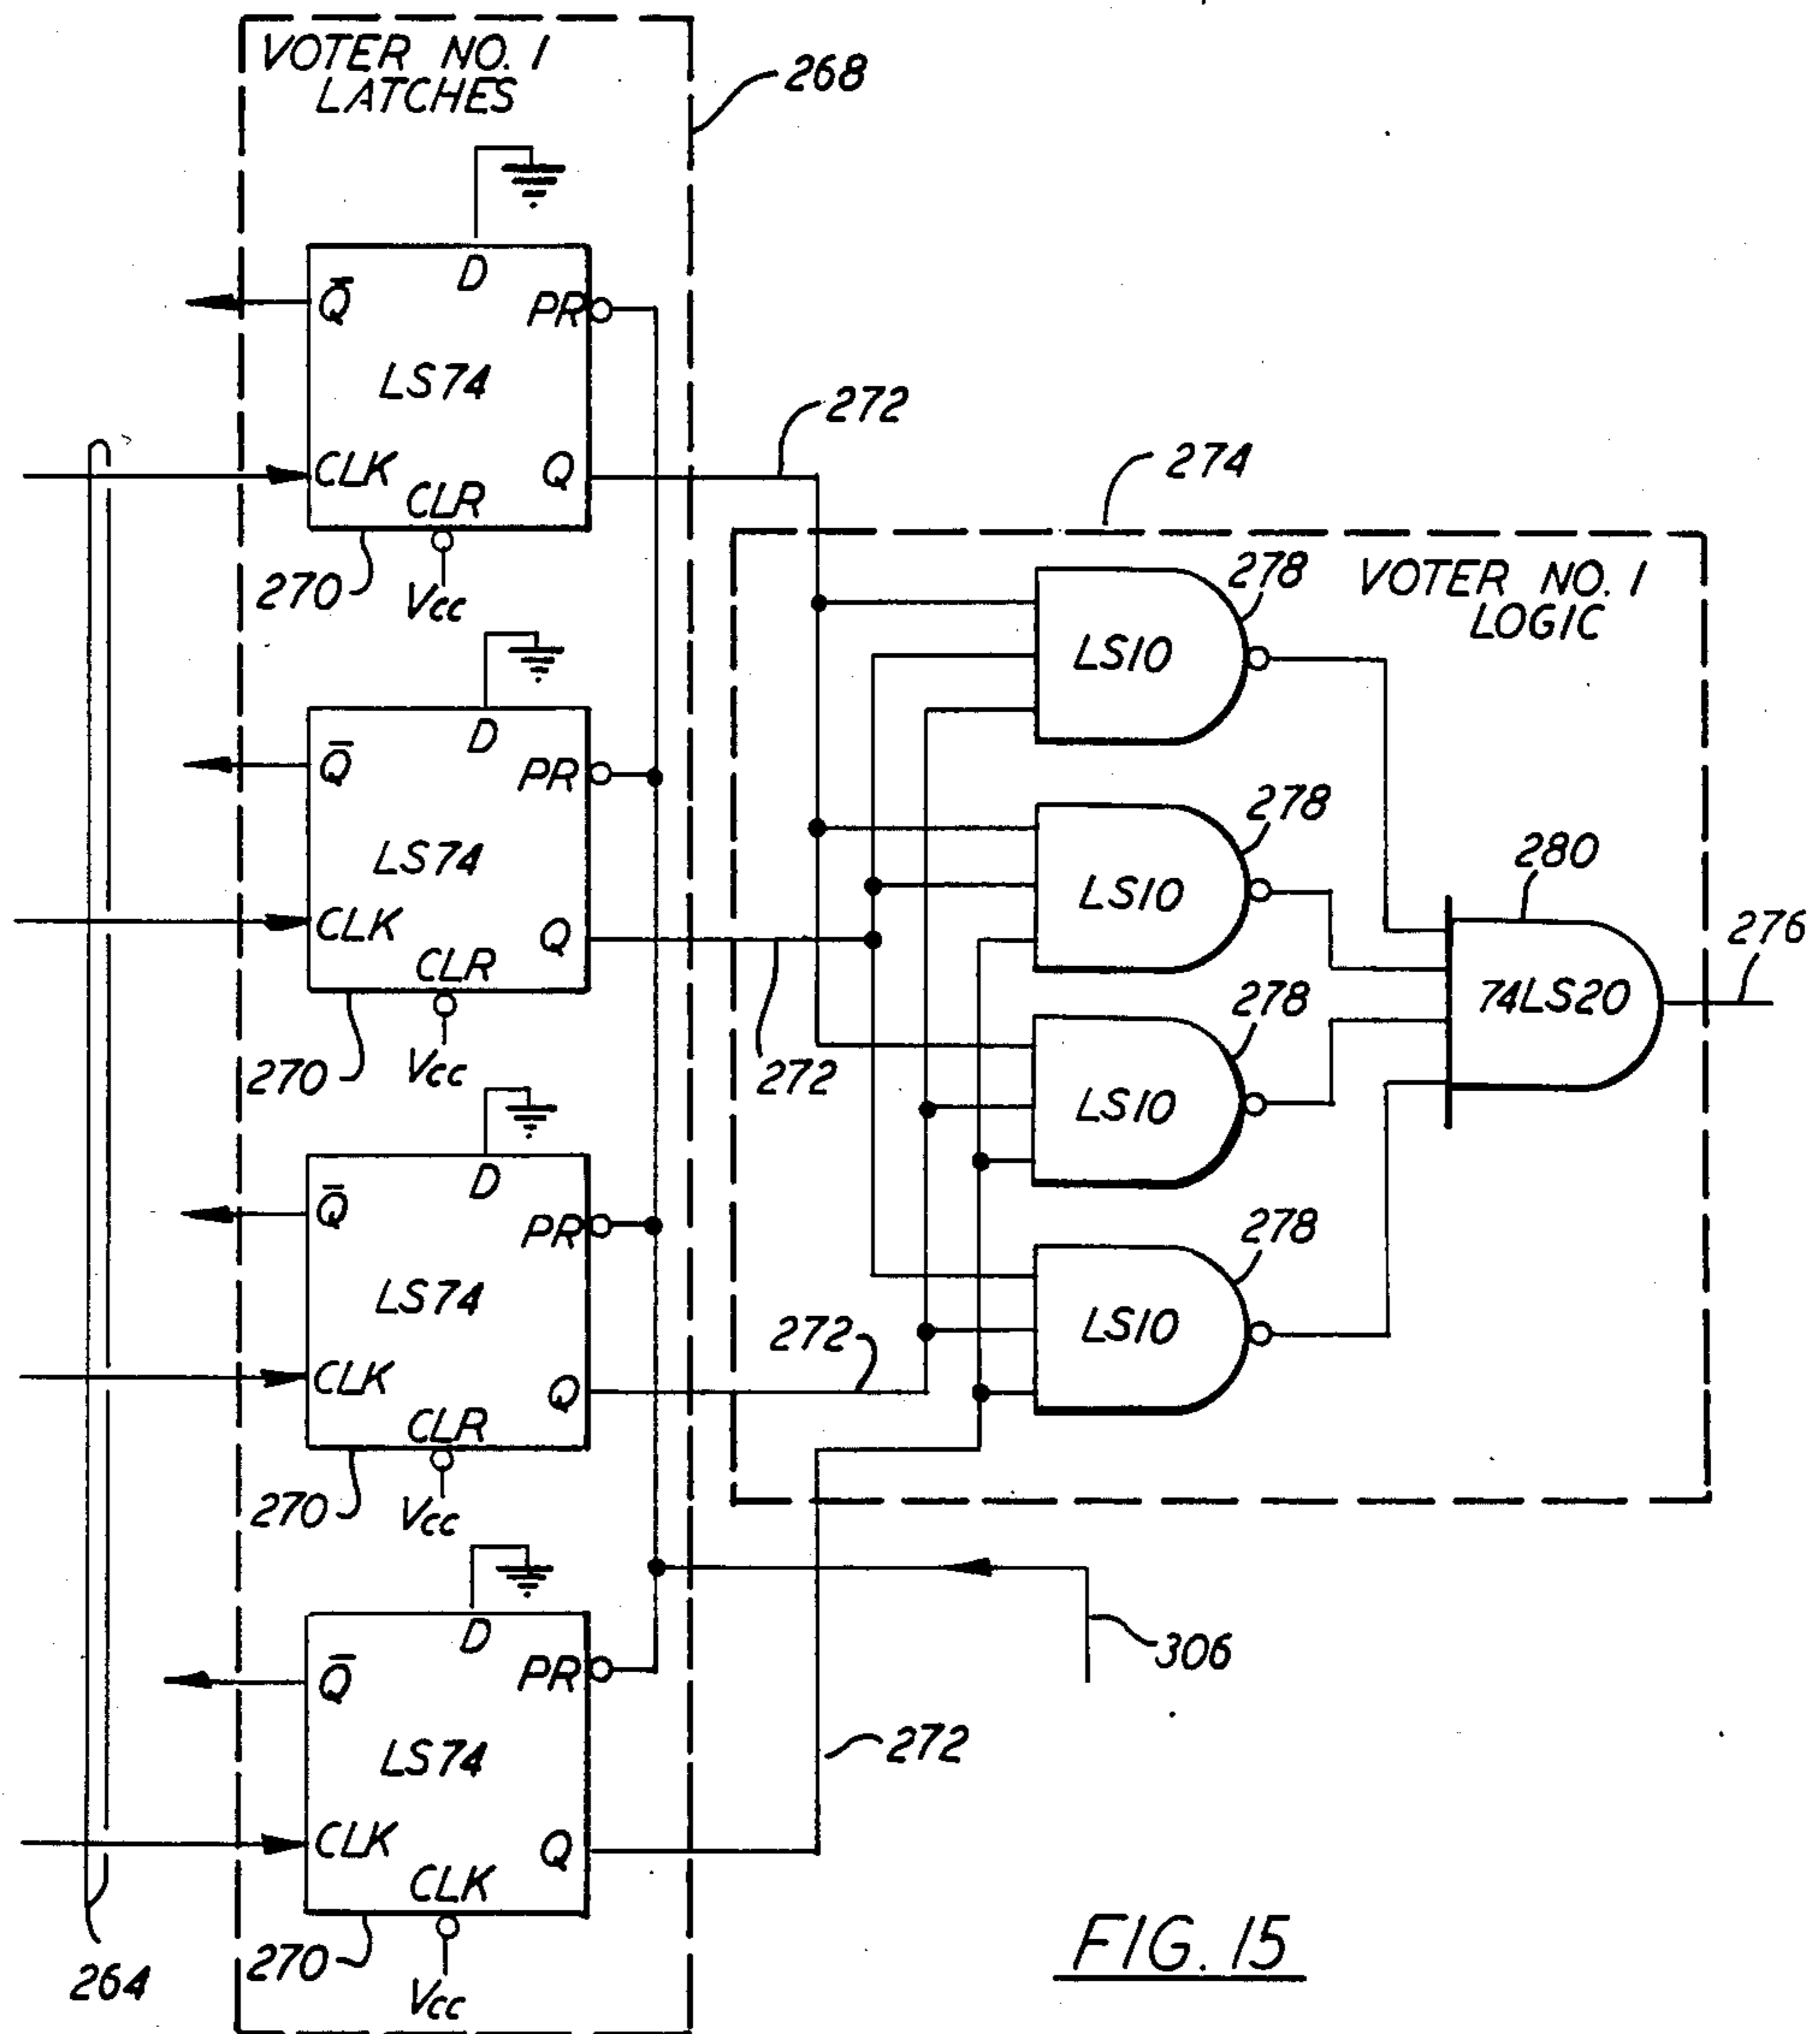 VOTER NO. 1
LATCHES
268
D
Q̄
PR
LS74
CLK
CLR
Q
270
Vcc
272
274
D
Q̄
PR
LS74
CLK
CLR
Q
270
Vcc
272
D
Q̄
PR
LS74
CLK
CLR
Q
270
Vcc
272
D
Q̄
PR
LS74
CLK
CLK
Q
270
Vcc
272
264
306
VOTER NO. 1
LOGIC
278
LS10
278
LS10
278
LS10
278
LS10
280
74LS20
276
FIG. 15